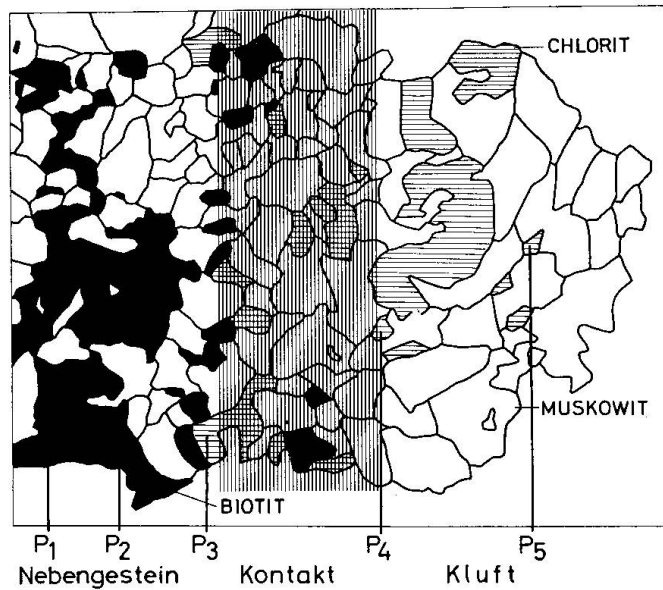 CHLORIT
MUSKOWIT
BIOTIT
P1 P2 P3 P4 P5
Nebengestein Kontakt Kluft